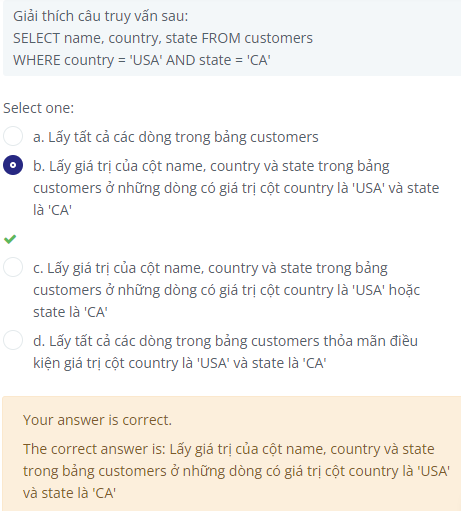 Giải thích câu truy vấn sau:
SELECT name, country, state FROM customers
WHERE country = 'USA' AND state = 'CA'
Select one:
a. Lấy tất cả các dòng trong bảng customers
b. Lấy giá trị của cột name, country và state trong bảng
customers ở những dòng có giá trị cột country là 'USA' và state
là 'CA'
c. Lấy giá trị của cột name, country và state trong bảng
customers ở những dòng có giá trị cột country là 'USA' hoặc
state là 'CA'
d. Lấy tất cả các dòng trong bảng customers thỏa mãn điều
kiện giá trị cột country là 'USA' và state là 'CA'
Your answer is correct.
The correct answer is: Lấy giá trị của cột name, country và state
trong bảng customers ở những dòng có giá trị cột country là 'USA'
và state là 'CA'